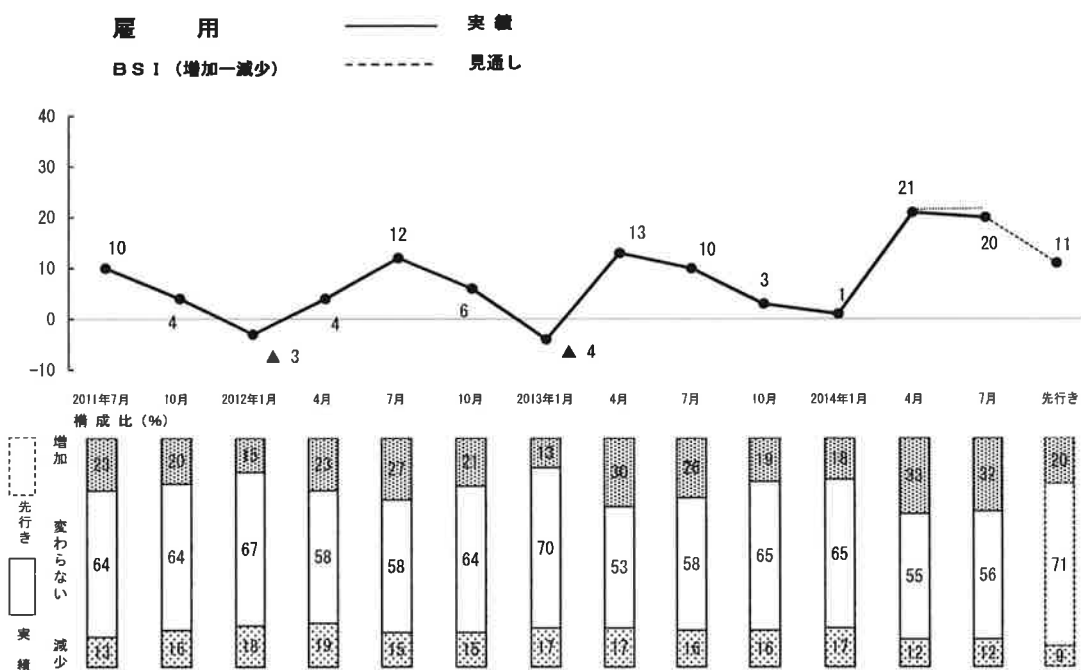 雇用
実績
BSI(増加ー減少)
見通し
40
30
20
10
0
-10
10
4
▲ 3
4
12
6
▲ 4
13
10
3
1
21
20
11
2011年7月 10月 2012年1月 4月 7月 10月 2013年1月 4月 7月 10月 2014年1月 4月 7月 先行き
構成比(%)
増加
23 20 15 23 27 21 13 30 26 19 18 33 32 20
先行き
変わらない
64 64 67 58 58 64 70 53 58 65 65 55 56 71
実績
減少
13 16 18 19 15 15 17 17 16 16 17 12 12 9